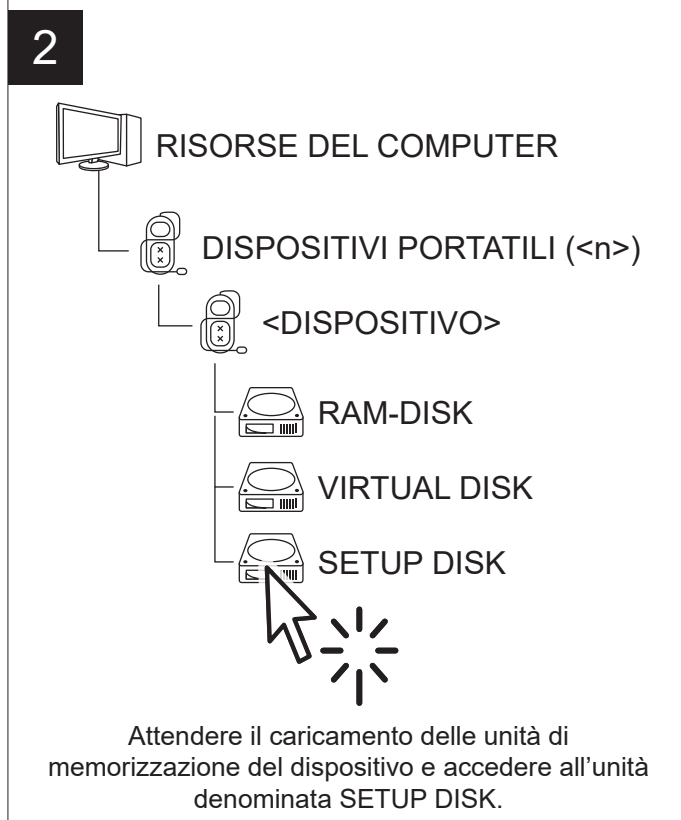 2
RISORSE DEL COMPUTER
DISPOSITIVI PORTATILI (<n>)
<DISPOSITIVO>
RAM-DISK
VIRTUAL DISK
SETUP DISK
Attendere il caricamento delle unità di
memorizzazione del dispositivo e accedere all’unità
denominata SETUP DISK.